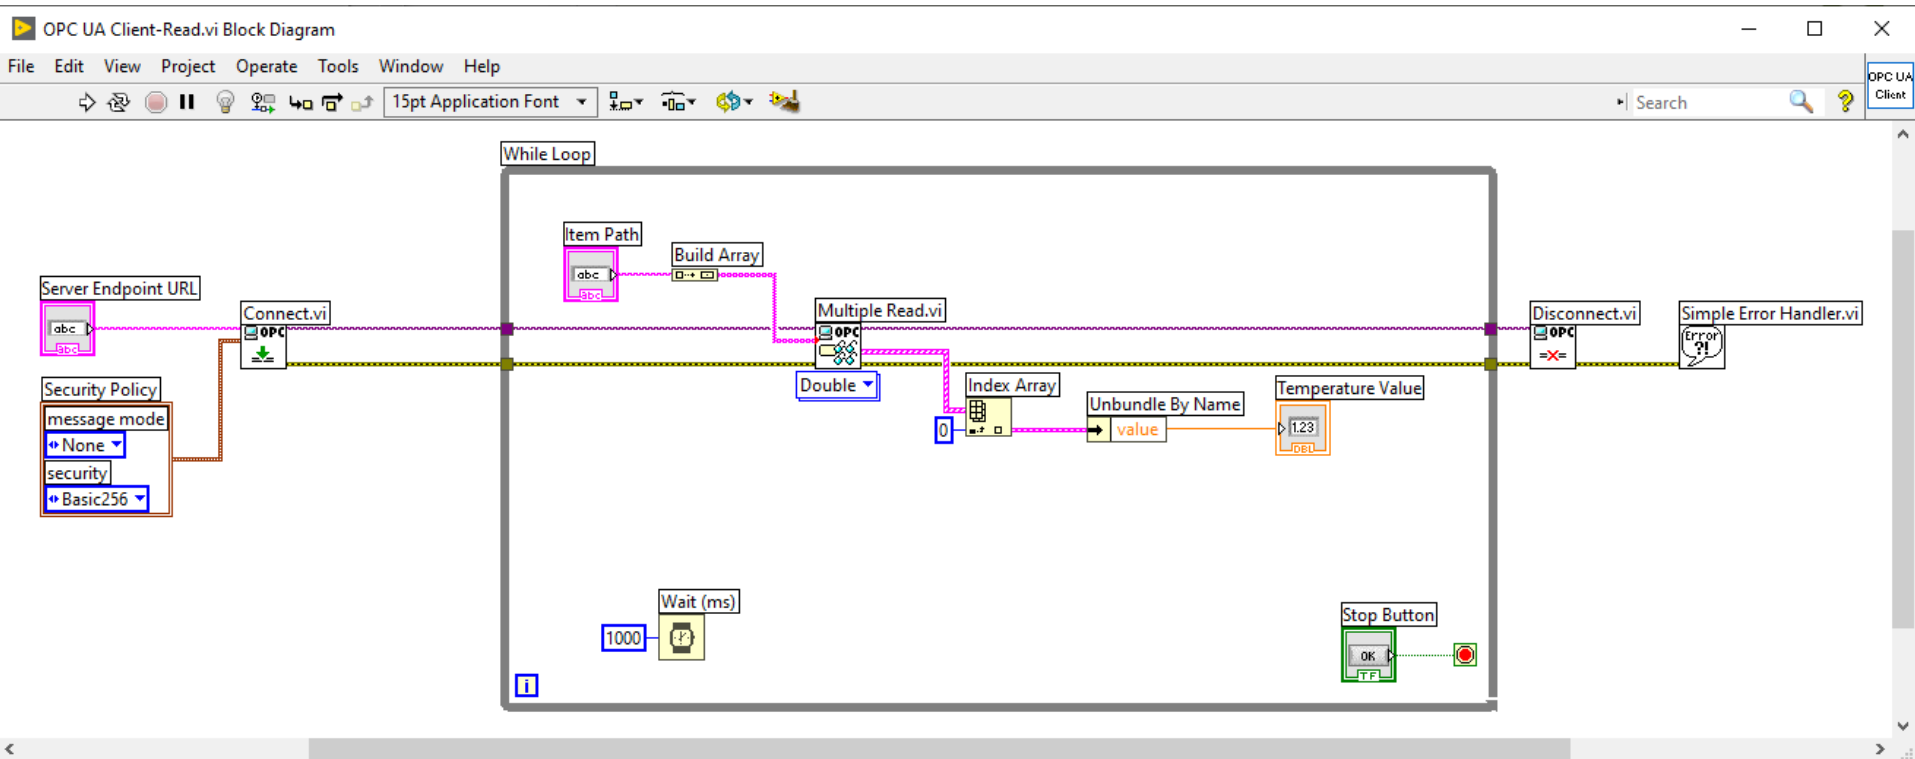 OPC UA Client-Read.vi Block Diagram
File Edit View Project Operate Tools Window Help
15pt Application Font
Search
OPC UA
Client
While Loop
Item Path
abc
abc
Build Array
Server Endpoint URL
abc
abc
Connect.vi
OPC
Multiple Read.vi
OPC
Double
Disconnect.vi
OPC
=X=
Simple Error Handler.vi
Error
?!
Security Policy
message mode
None
security
Basic256
Index Array
0
Unbundle By Name
value
Temperature Value
1.23
DBL
Wait (ms)
1000
Stop Button
OK
TF
i